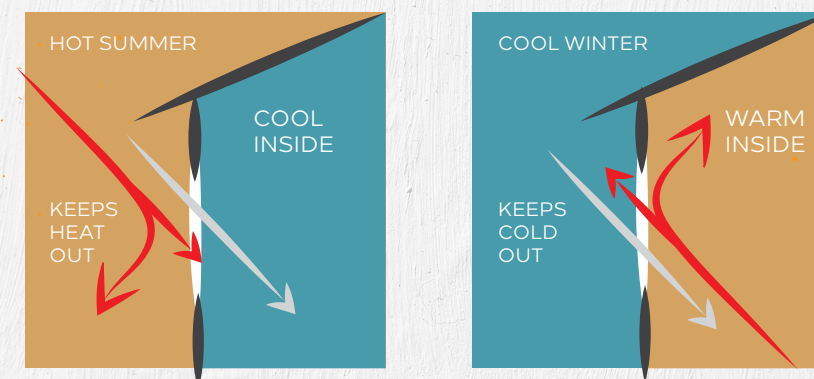 HOT SUMMER
COOL
INSIDE
KEEPS
HEAT
OUT
COOL WINTER
WARM
INSIDE
KEEPS
COLD
OUT